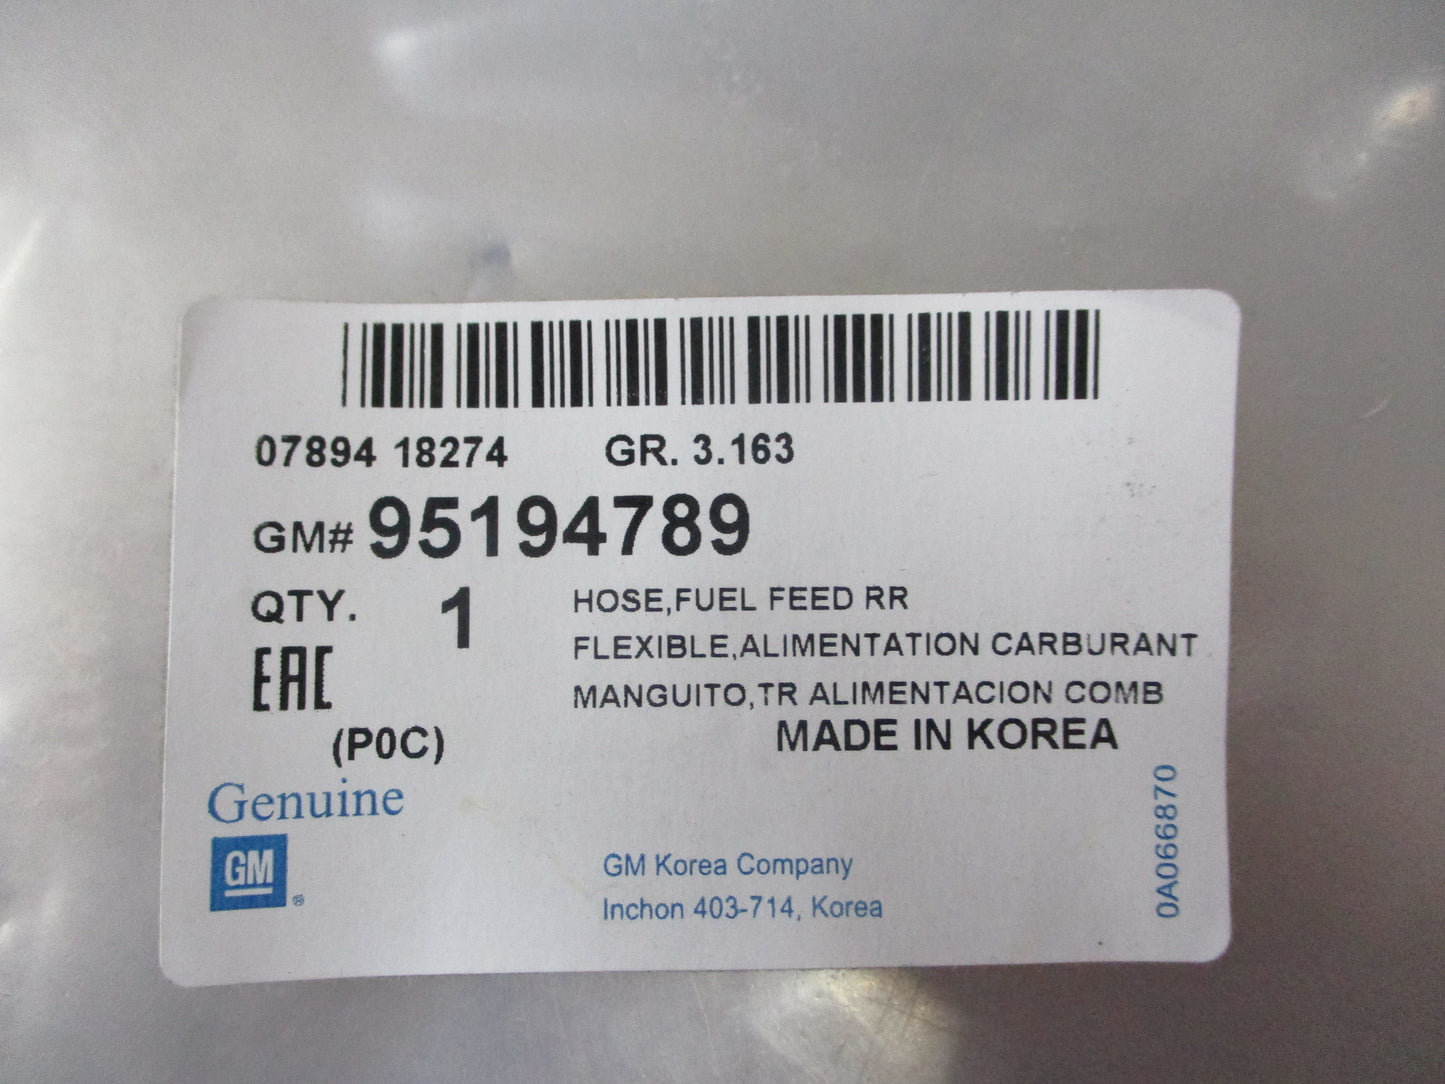 07894 18274 GR. 3.163
GM# 95194789
QTY. 1
HOSE,FUEL FEED RR
FLEXIBLE,ALIMENTATION CARBURANT
MANGUITO,TR ALIMENTACION COMB
EAC
(P0C)
MADE IN KOREA
Genuine
GM ®
GM Korea Company
Inchon 403-714, Korea
0A066870